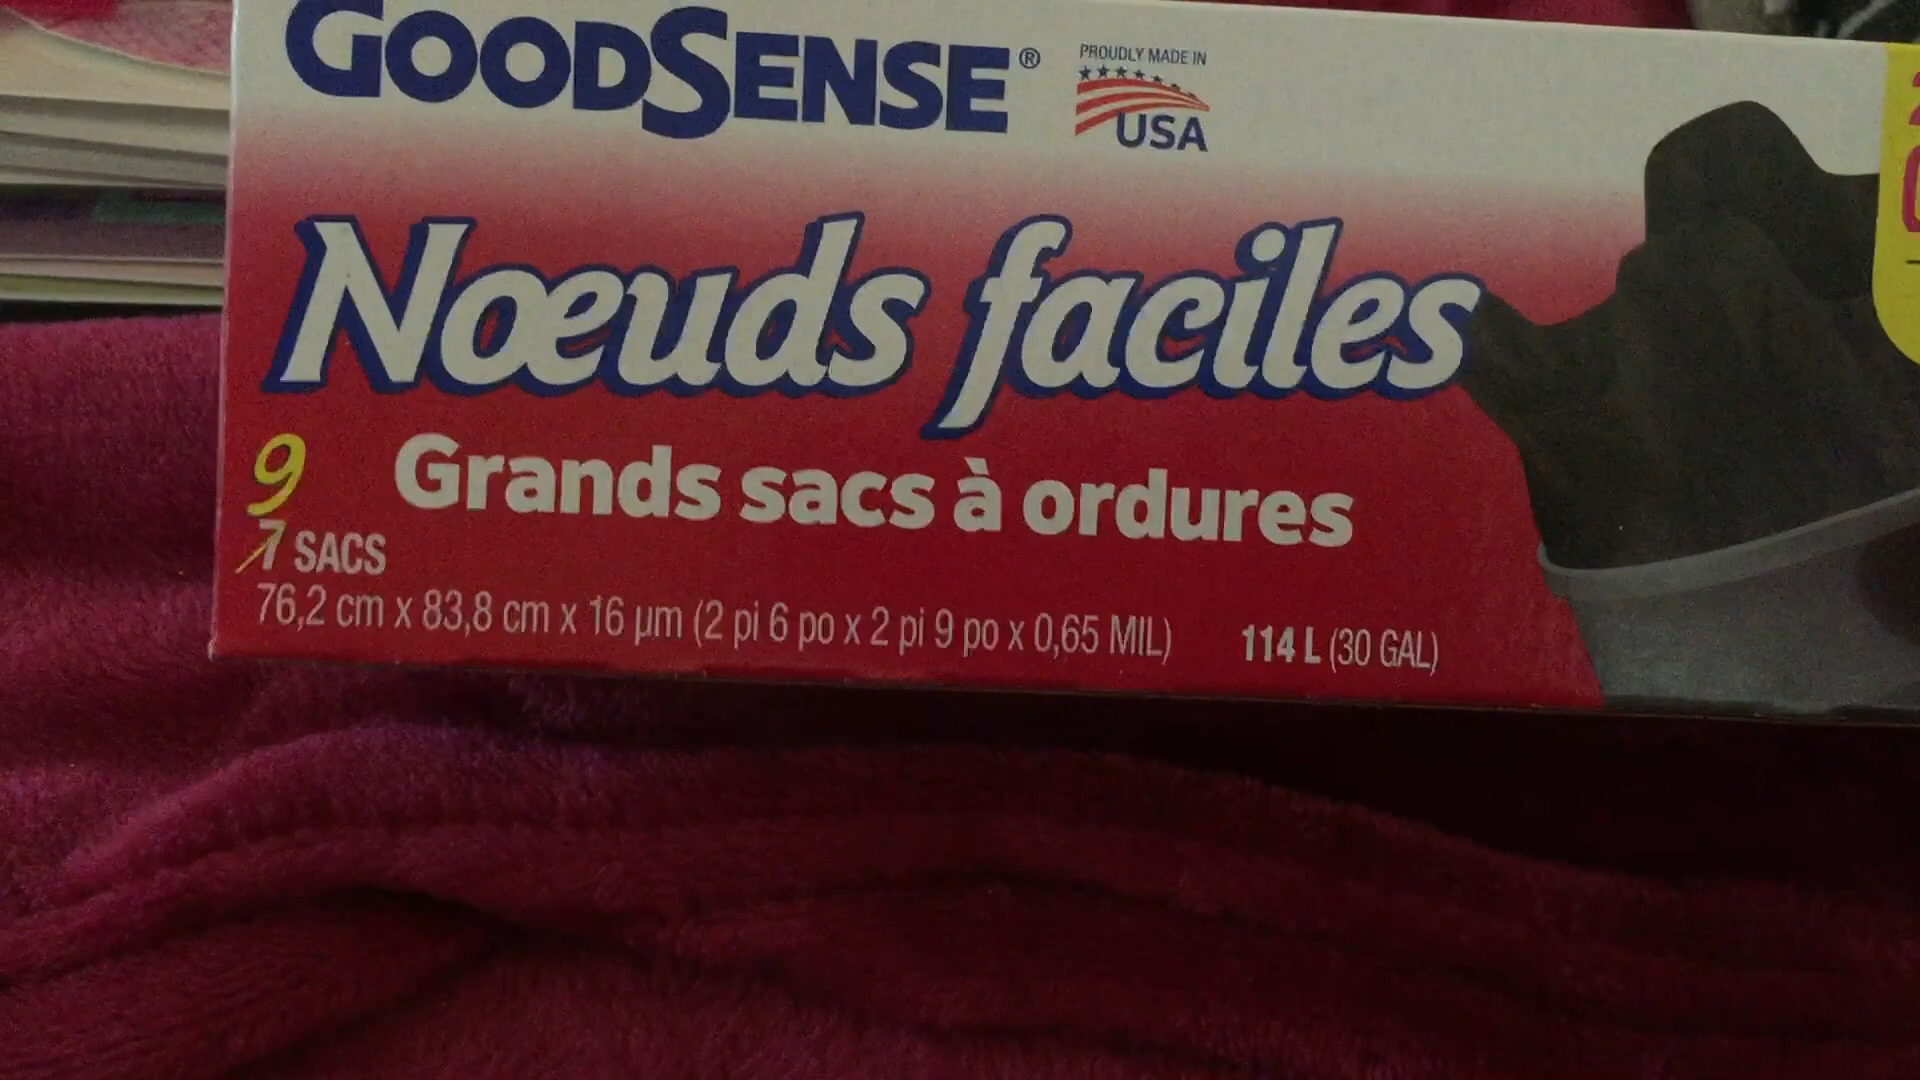 GOODSENSE®
PROUDLY MADE IN
USA
Nœuds faciles
9
Grands sacs à ordures
7 SACS
76,2 cm x 83,8 cm x 16 µm (2 pi 6 po x 2 pi 9 po x 0,65 MIL)
114 L (30 GAL)